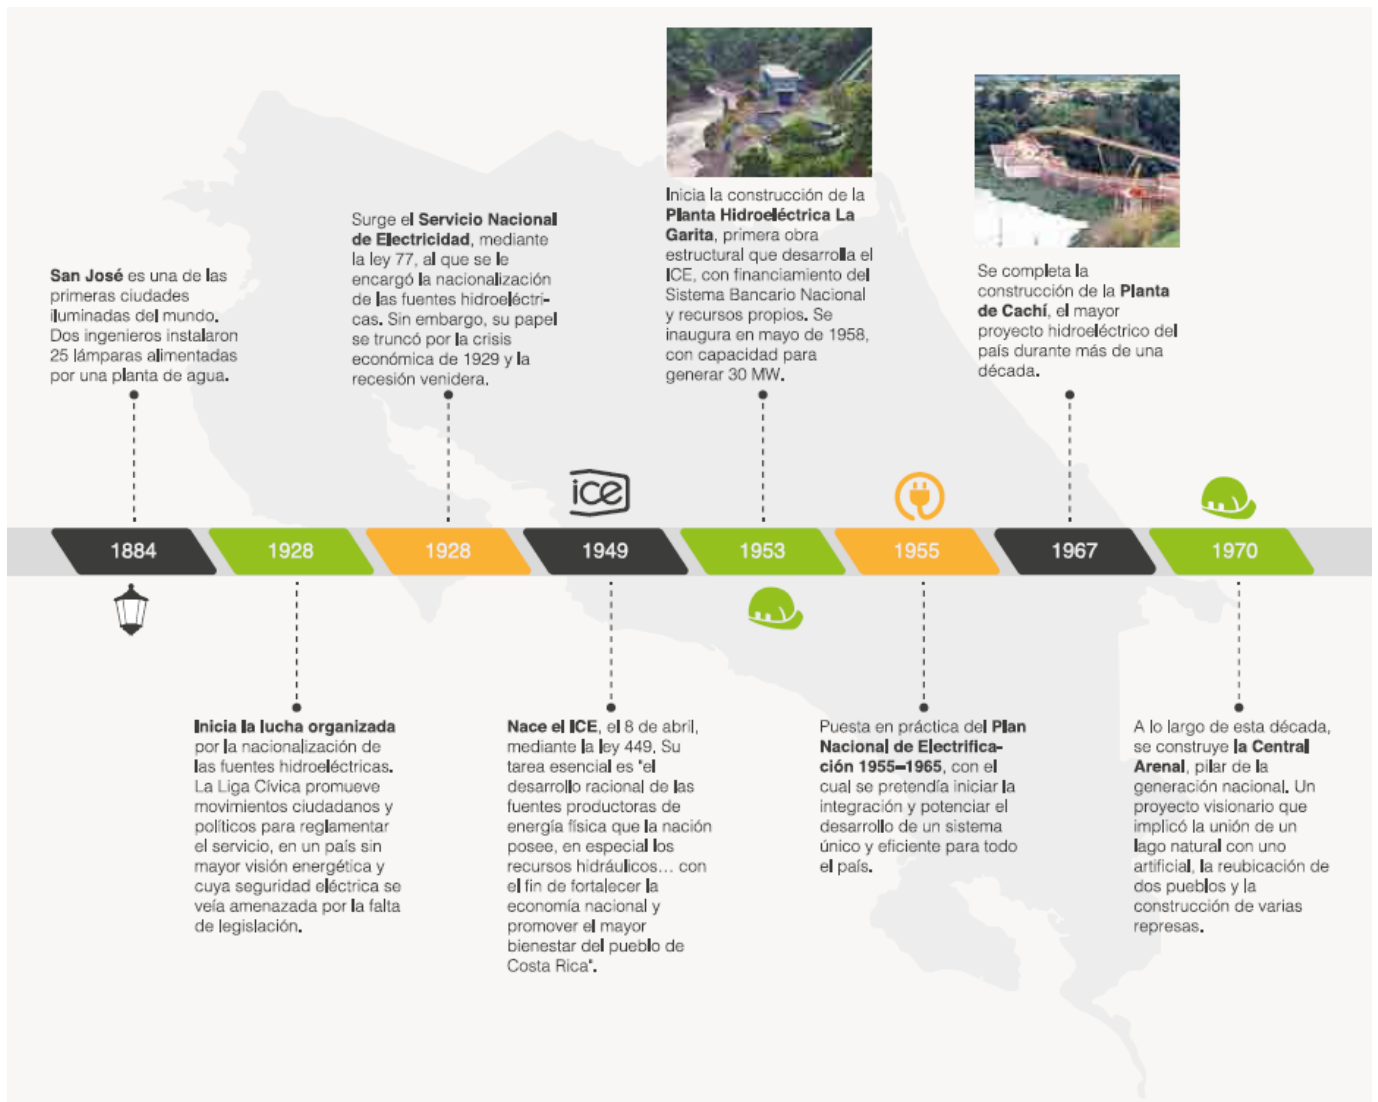 San José es una de las
primeras ciudades
iluminadas del mundo.
Dos ingenieros instalaron
25 lámparas alimentadas
por una planta de agua.
Surge el Servicio Nacional
de Electricidad, mediante
la ley 77, al que se le
encargó la nacionalización
de las fuentes hidroeléctri-
cas. Sin embargo, su papel
se truncó por la crisis
económica de 1929 y la
recesión venidera.
Inicia la construcción de la
Planta Hidroeléctrica La
Garita, primera obra
estructural que desarrolla el
ICE, con financiamiento del
Sistema Bancario Nacional
y recursos propios. Se
inaugura en mayo de 1958,
con capacidad para
generar 30 MW.
Se completa la
construcción de la Planta
de Cachí, el mayor
proyecto hidroeléctrico del
país durante más de una
década.
ice
1884
1928
1928
1949
1953
1955
1967
1970
Inicia la lucha organizada
por la nacionalización de
las fuentes hidroeléctricas.
La Liga Cívica promueve
movimientos ciudadanos y
políticos para reglamentar
el servicio, en un país sin
mayor visión energética y
cuya seguridad eléctrica se
veía amenazada por la falta
de legislación.
Nace el ICE, el 8 de abril,
mediante la ley 449. Su
tarea esencial es "el
desarrollo racional de las
fuentes productoras de
energía física que la nación
posee, en especial los
recursos hidráulicos... con
el fin de fortalecer la
economía nacional y
promover el mayor
bienestar del pueblo de
Costa Rica".
Puesta en práctica del Plan
Nacional de Electrifica-
ción 1955–1965, con el
cual se pretendía iniciar la
integración y potenciar el
desarrollo de un sistema
único y eficiente para todo
el país.
A lo largo de esta década,
se construye la Central
Arenal, pilar de la
generación nacional. Un
proyecto visionario que
implicó la unión de un
lago natural con uno
artificial, la reubicación de
dos pueblos y la
construcción de varias
represas.